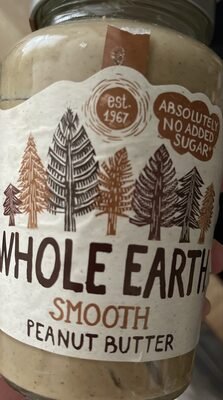 est.
1967
ABSOLUTELY
NO ADDED
SUGAR*
WHOLE EARTH
SMOOTH
PEANUT BUTTER